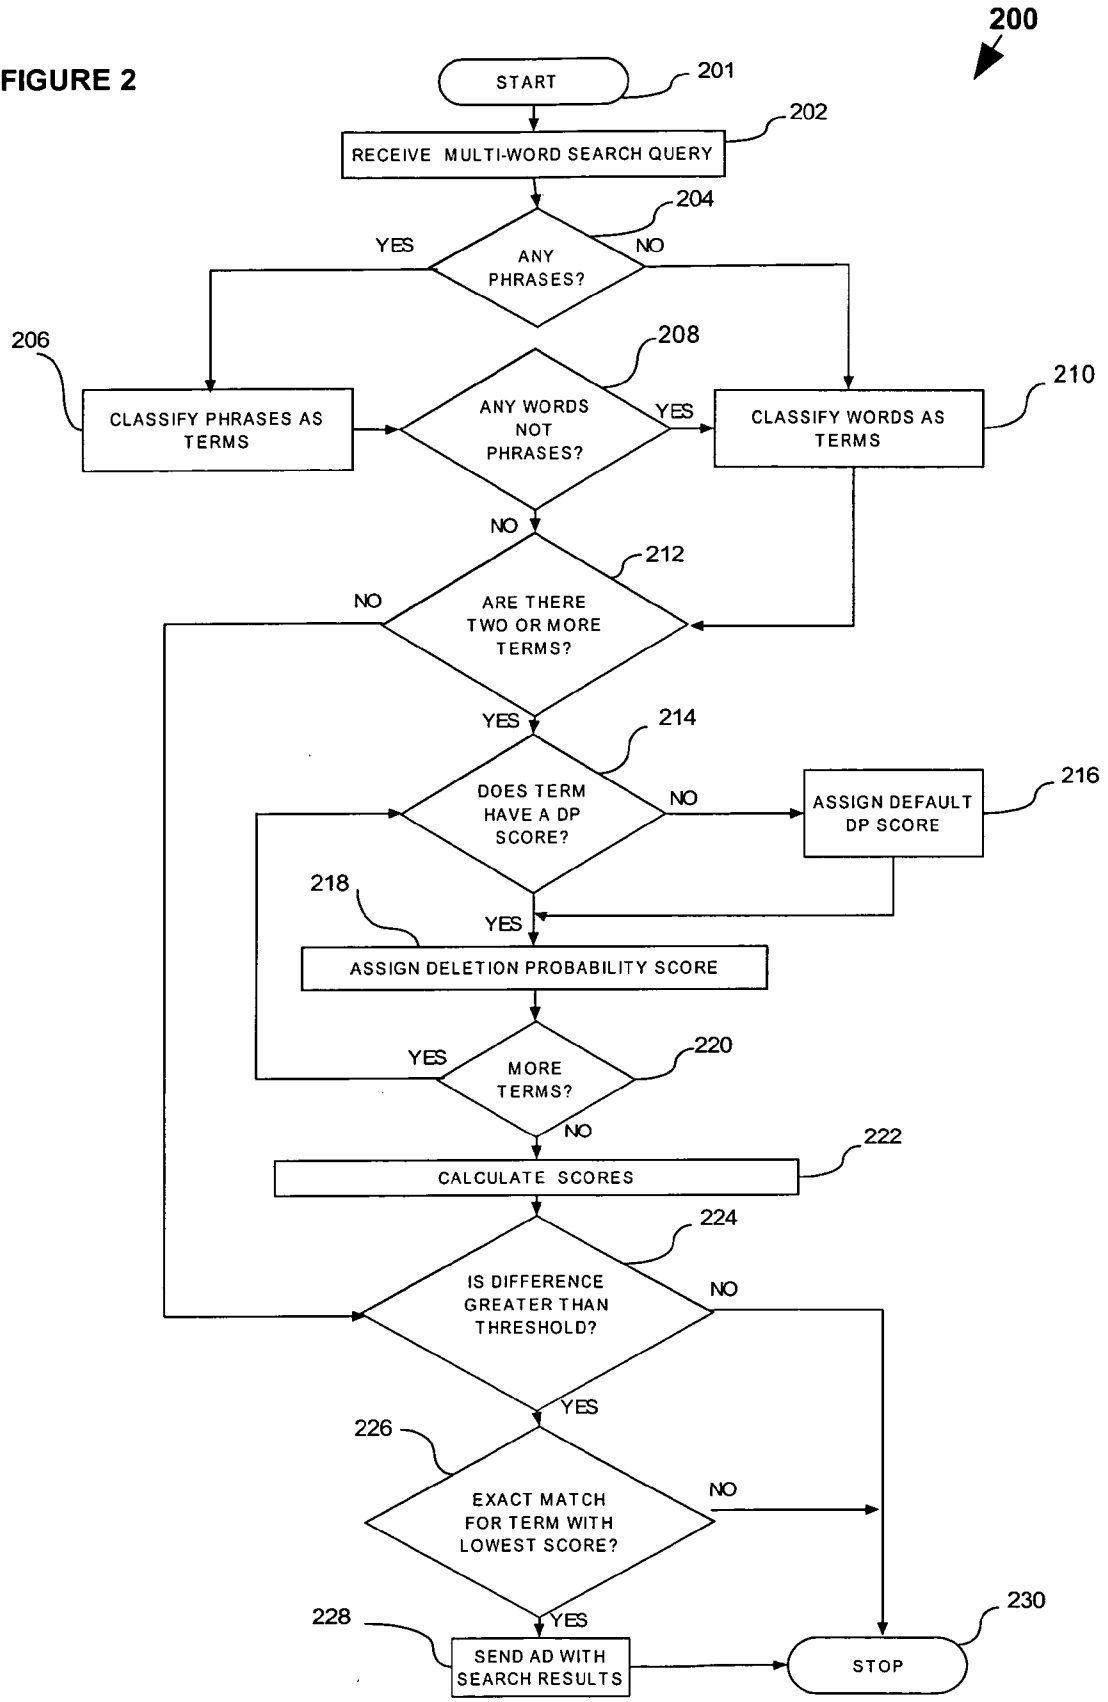 200
FIGURE 2
START
201
202
RECEIVE MULTI-WORD SEARCH QUERY
204
YES
NO
ANY
PHRASES?
206
208
210
CLASSIFY PHRASES AS
TERMS
ANY WORDS
NOT
PHRASES?
YES
CLASSIFY WORDS AS
TERMS
NO
212
NO
ARE THERE
TWO OR MORE
TERMS?
YES
214
DOES TERM
HAVE A DP
SCORE?
NO
216
ASSIGN DEFAULT
DP SCORE
218
YES
ASSIGN DELETION PROBABILITY SCORE
YES
220
MORE
TERMS?
NO
222
CALCULATE SCORES
224
IS DIFFERENCE
GREATER THAN
THRESHOLD?
NO
YES
226
EXACT MATCH
FOR TERM WITH
LOWEST SCORE?
NO
YES
228
230
SEND AD WITH
SEARCH RESULTS
STOP